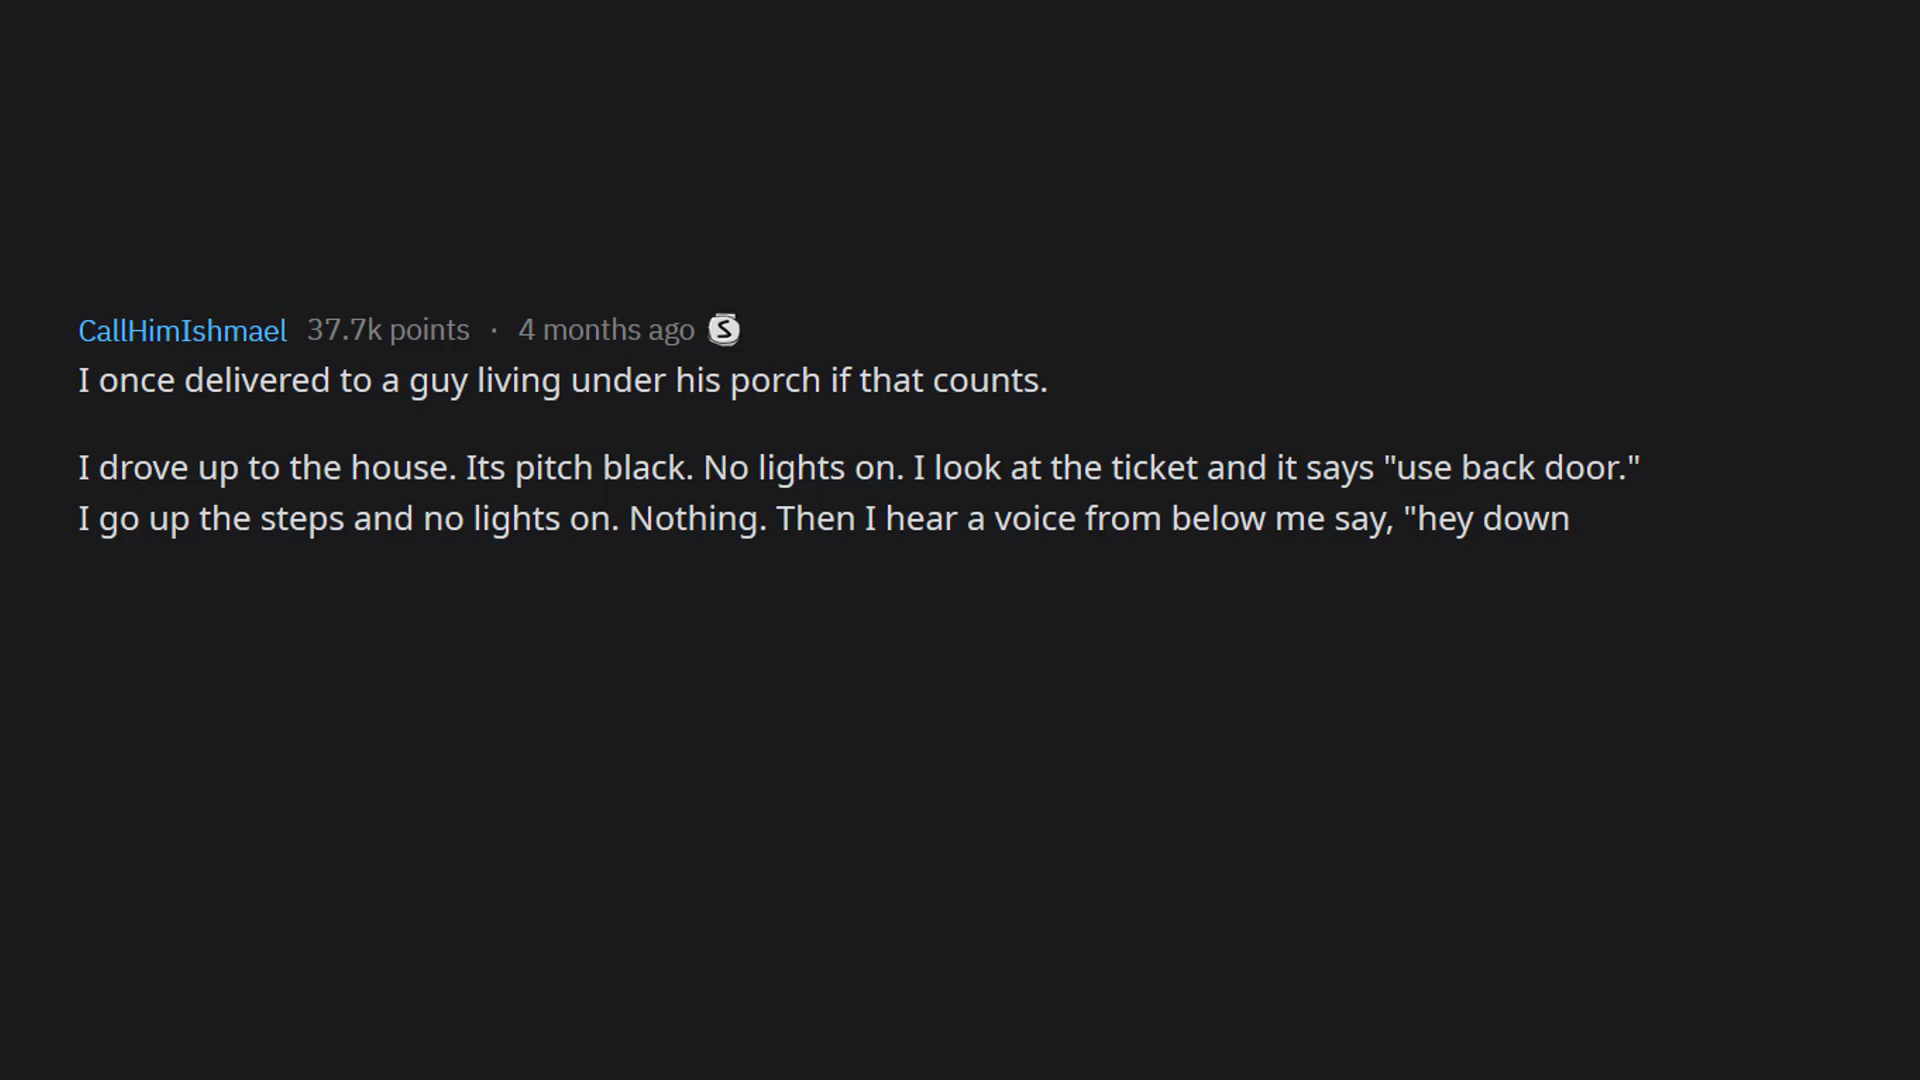 CallHimIshmael 37.7k points · 4 months ago S
I once delivered to a guy living under his porch if that counts.
I drove up to the house. Its pitch black. No lights on. I look at the ticket and it says "use back door."
I go up the steps and no lights on. Nothing. Then I hear a voice from below me say, "hey down